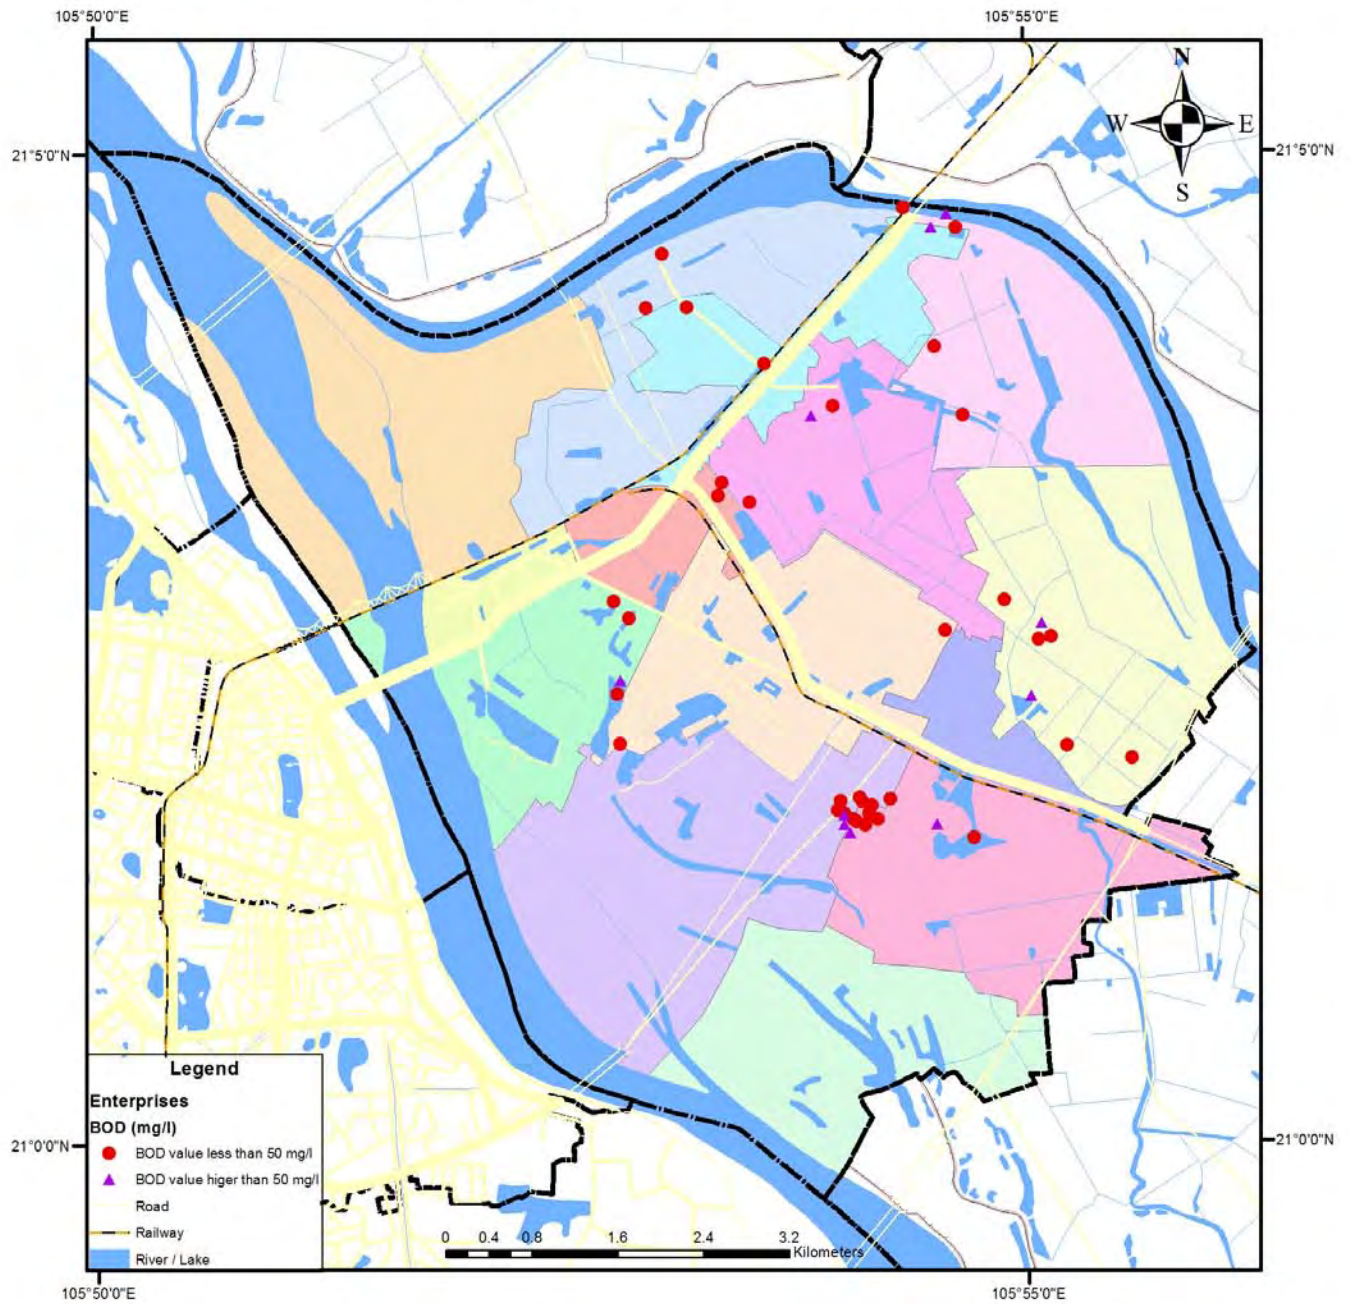 105°50'0"E 105°55'0"E
N
W E
S
21°5'0"N 21°5'0"N
Legend
Enterprises
BOD (mg/l)
BOD value less than 50 mg/l
BOD value higer than 50 mg/l
Road
Railway
River / Lake
21°0'0"N 21°0'0"N
0 0.4 0.8 1.6 2.4 3.2
Kilometers
105°50'0"E 105°55'0"E